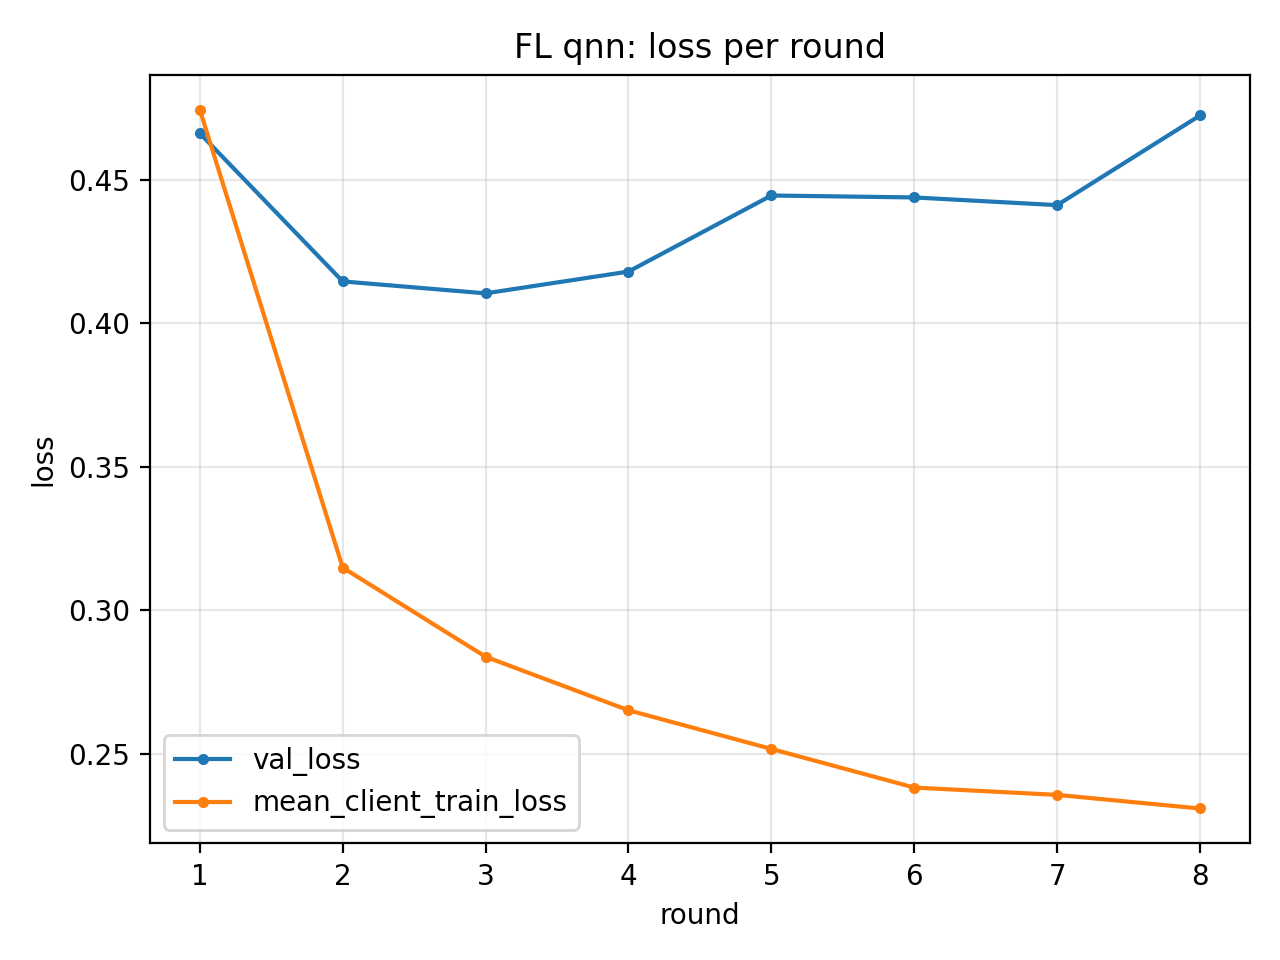 FL qnn: loss per round
0.45
0.40
0.35
0.30
0.25
loss
val_loss
mean_client_train_loss
1 2 3 4 5 6 7 8
round